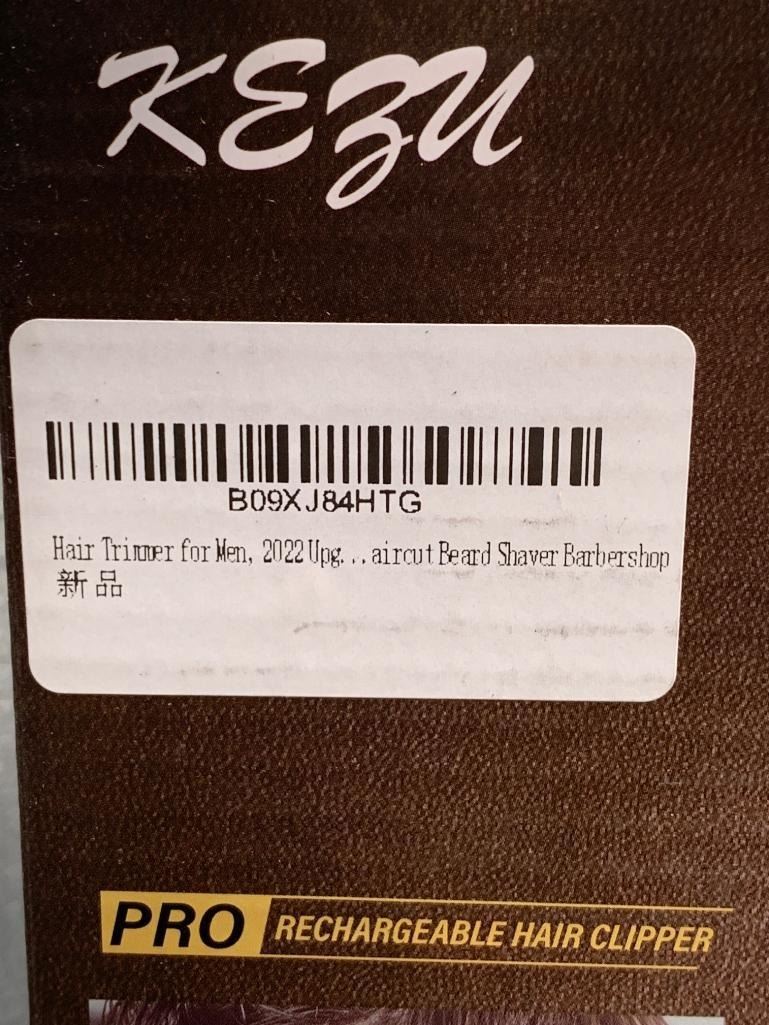 KEZU
B09XJ84HTG
Hair Trimmer for Men, 2022 Upg...aircut Beard Shaver Barbershop
新品
PRO RECHARGEABLE HAIR CLIPPER